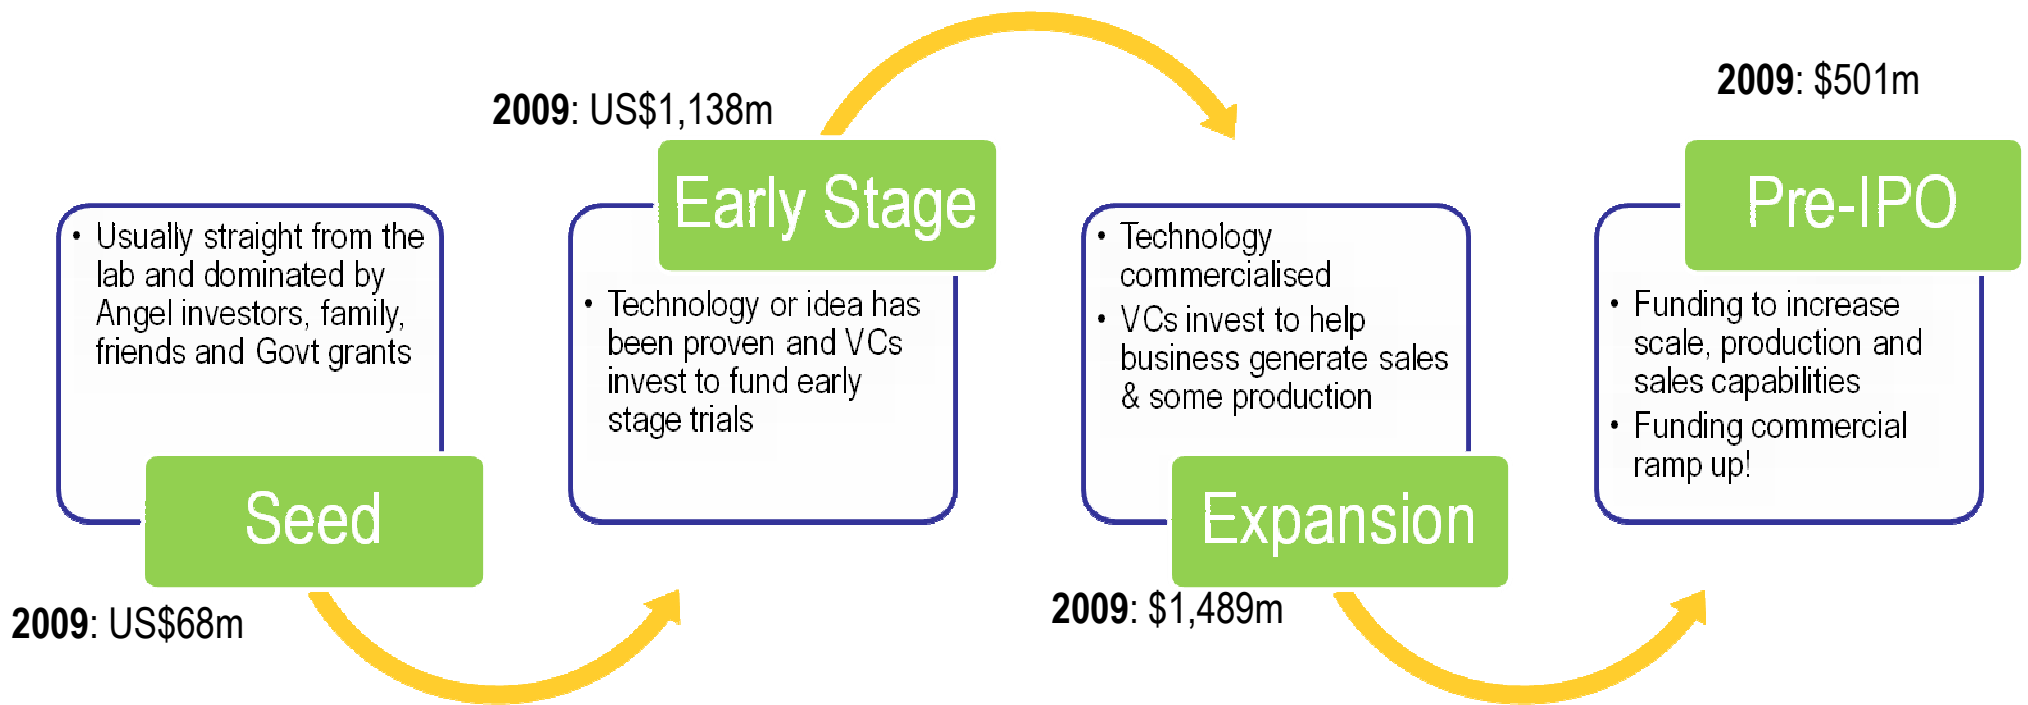 • Usually straight from the
lab and dominated by
Angel investors, family,
friends and Govt grants
Seed
2009: US$68m
2009: US$1,138m
Early Stage
• Technology or idea has
been proven and VCs
invest to fund early
stage trials
• Technology
commercialised
• VCs invest to help
business generate sales
& some production
Expansion
2009: $1,489m
2009: $501m
Pre-IPO
• Funding to increase
scale, production and
sales capabilities
• Funding commercial
ramp up!